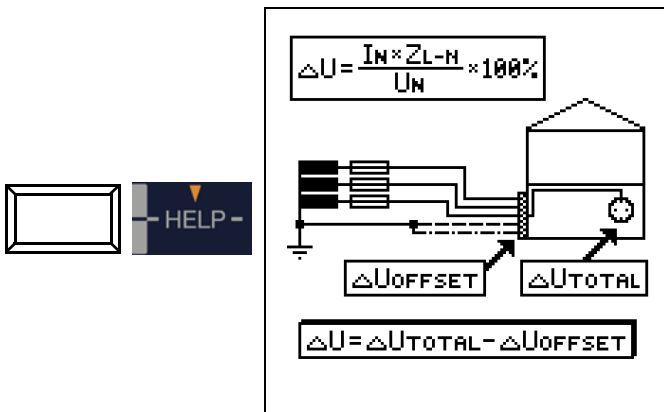 HELP
△U = IN × ZL-N / UN × 100%
△UOFFSET
△UTOTAL
△U = △UTOTAL - △UOFFSET